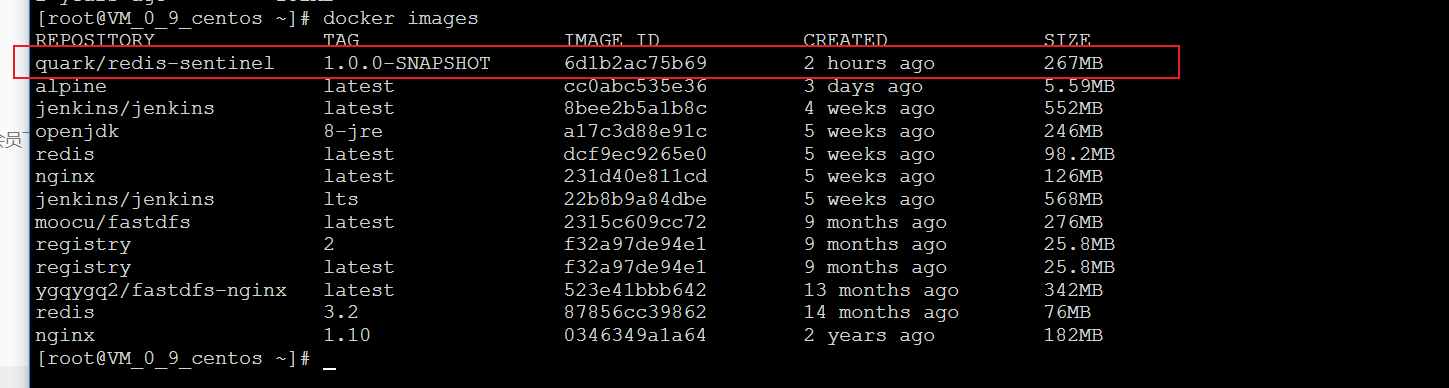 [root@VM_0_9_centos ~]# docker images
REPOSITORY TAG IMAGE ID CREATED SIZE
quark/redis-sentinel 1.0.0-SNAPSHOT 6d1b2ac75b69 2 hours ago 267MB
alpine latest cc0abc535e36 3 days ago 5.59MB
jenkins/jenkins latest 8bee2b5a1b8c 4 weeks ago 552MB
openjdk 8-jre a17c3d88e91c 5 weeks ago 246MB
员
redis latest dcf9ec9265e0 5 weeks ago 98.2MB
nginx latest 231d40e811cd 5 weeks ago 126MB
jenkins/jenkins lts 22b8b9a84dbe 5 weeks ago 568MB
moocu/fastdfs latest 2315c609cc72 9 months ago 276MB
registry 2 f32a97de94e1 9 months ago 25.8MB
registry latest f32a97de94e1 9 months ago 25.8MB
ygqygq2/fastdfs-nginx latest 523e41bbb642 13 months ago 342MB
redis 3.2 87856cc39862 14 months ago 76MB
nginx 1.10 0346349a1a64 2 years ago 182MB
[root@VM_0_9_centos ~]#